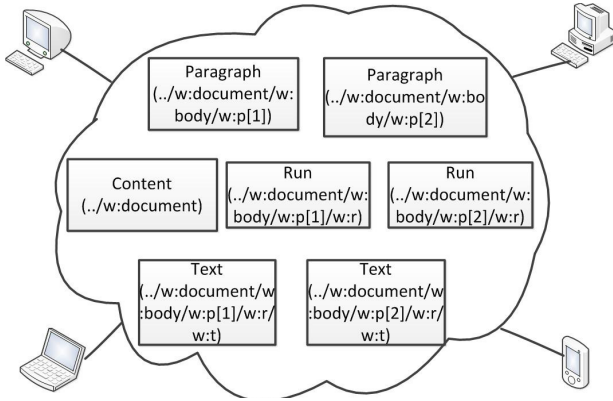 Paragraph
(../w:document/w:
body/w:p[1])
Paragraph
(../w:document/w:bo
dy/w:p[2])
Content
(../w:document)
Run
(../w:document/w:
body/w:p[1]/w:r)
Run
(../w:document/w:
body/w:p[2]/w:r)
Text
(../w:document/w
:body/w:p[1]/w:r/
w:t)
Text
(../w:document/w
:body/w:p[2]/w:r/
w:t)